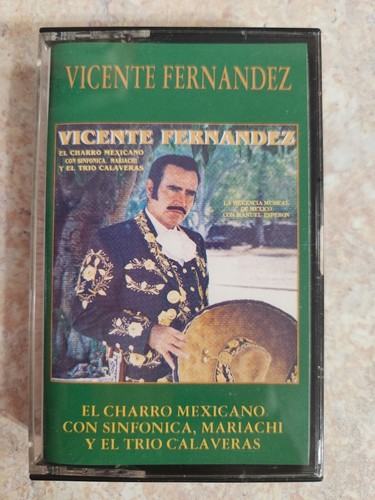 VICENTE FERNANDEZ
VICENTE FERNANDEZ
EL CHARRO MEXICANO
CON SINFONICA, MARIACHI
Y EL TRIO CALAVERAS
LA VIGENCIA MUSICAL
DE MEXICO
CON MANUEL ESPERON
EL CHARRO MEXICANO
CON SINFONICA, MARIACHI
Y EL TRIO CALAVERAS